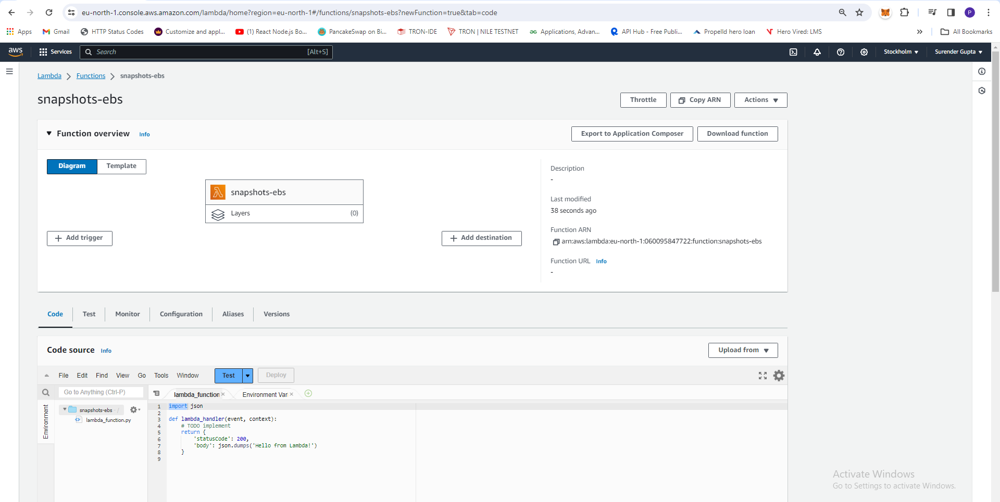 eu-north-1.console.aws.amazon.com/lambda/home?region=eu-north-1#/functions/snapshots-ebs?newFunction=true&tab=code
P
Apps Gmail HTTP Status Codes Customize and appl... (1) React Node.js Bo... PancakeSwap on Bi... TRON-IDE TRON | NILE TESTNET Applications, Advan... API Hub - Free Publi... Propelld hero loan Hero Vired: LMS » All Bookmarks
aws Services Search [Alt+S] Stockholm Surender Gupta
Lambda Functions snapshots-ebs
snapshots-ebs
Throttle Copy ARN Actions
Function overview Info Export to Application Composer Download function
Diagram Template
snapshots-ebs
Layers (0)
+ Add trigger + Add destination
Description
-
Last modified
38 seconds ago
Function ARN
arn:aws:lambda:eu-north-1:060095847722:function:snapshots-ebs
Function URL Info
-
Code Test Monitor Configuration Aliases Versions
Code source Info Upload from
File Edit Find View Go Tools Window Test Deploy
Go to Anything (Ctrl-P) lambda_function × Environment Vari ×
Environment
snapshots-ebs - /
lambda_function.py
1 import json
2
3 def lambda_handler(event, context):
4 # TODO implement
5 return {
6 'statusCode': 200,
7 'body': json.dumps('Hello from Lambda!')
8 }
9
Activate Windows
Go to Settings to activate Windows.